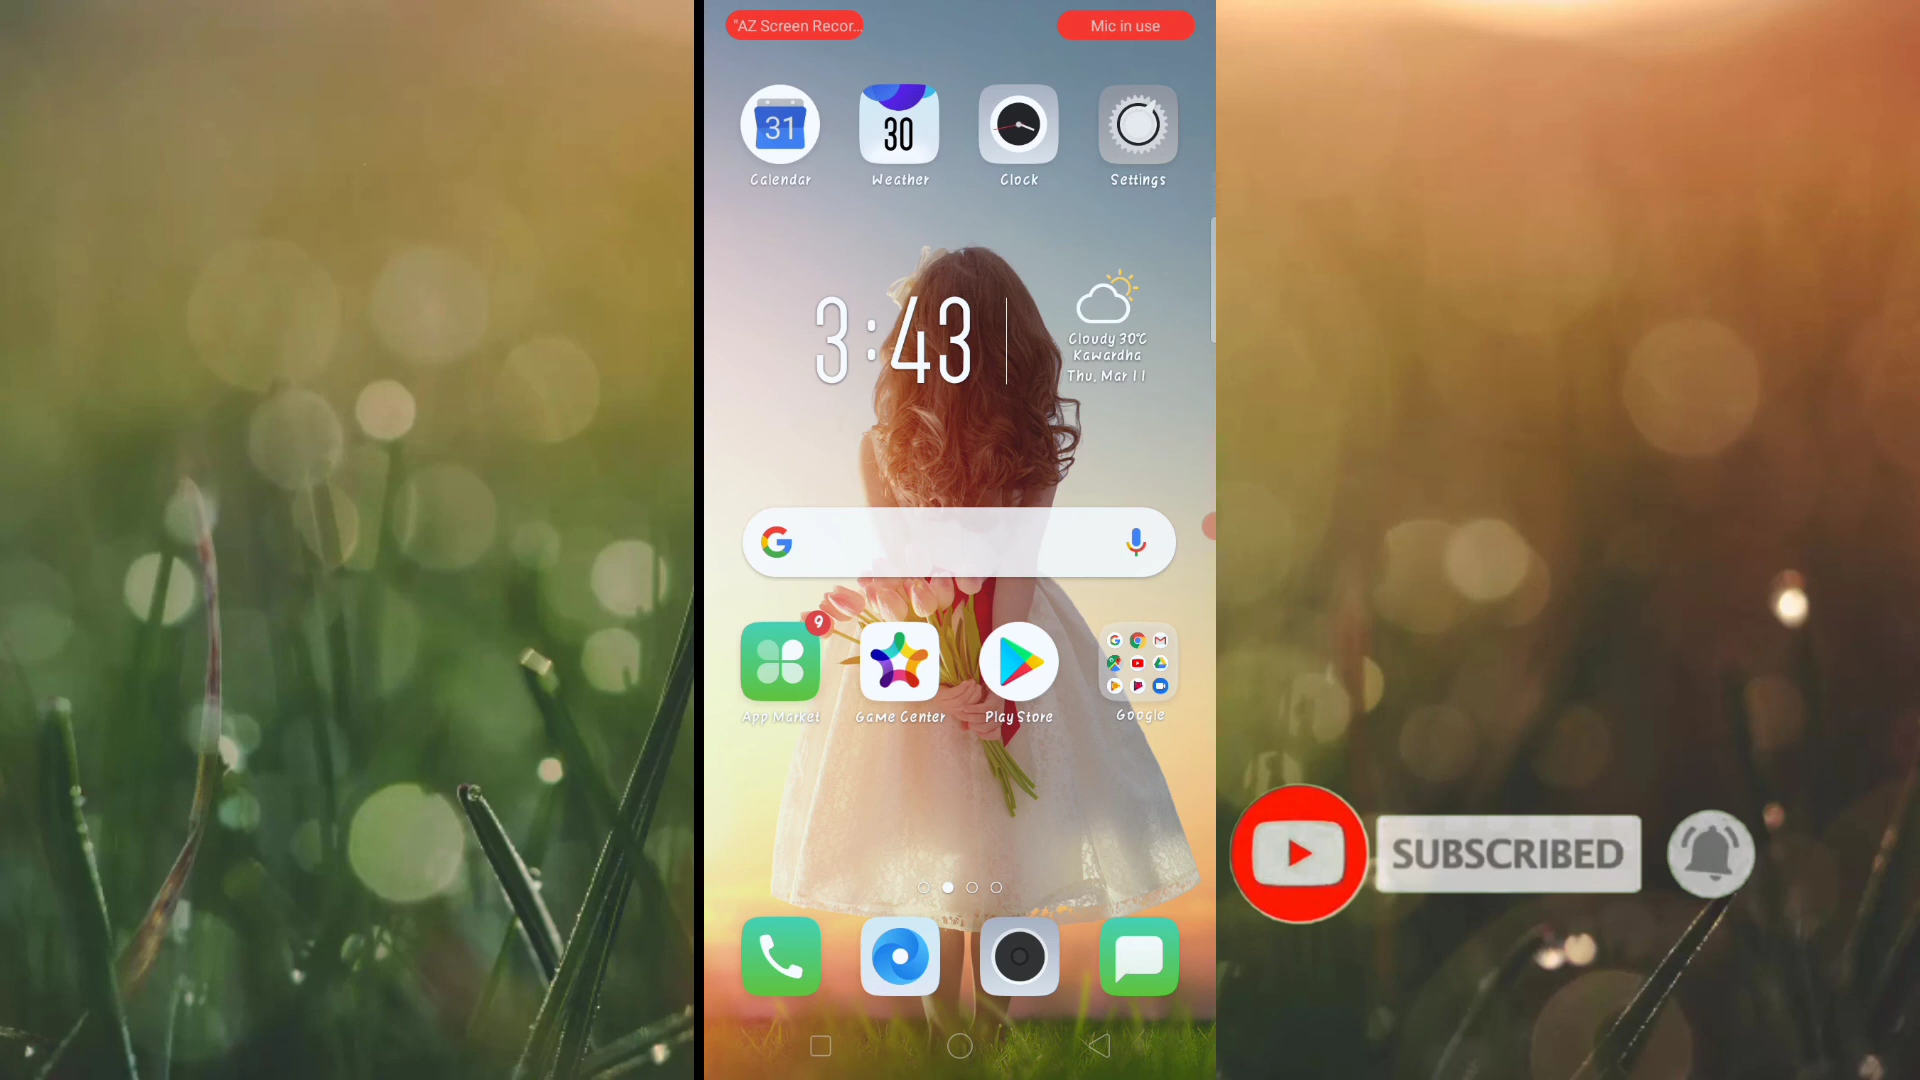 "AZ Screen Recor...
Mic in use
31
30
Calendar
Weather
Clock
Settings
3:43
Cloudy 30°C
Kawardha
Thu, Mar 11
9
App Market
Game Center
Play Store
Google
SUBSCRIBED